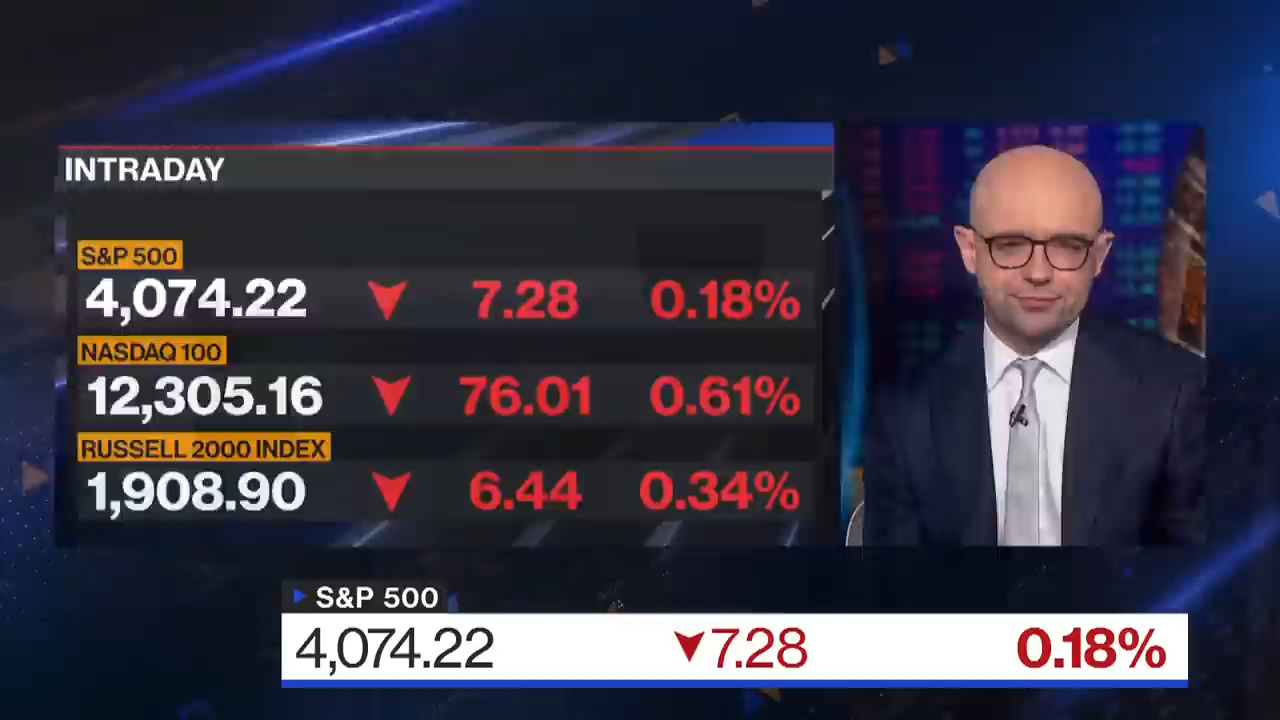 INTRADAY
S&P 500
4,074.22 ▼ 7.28 0.18%
NASDAQ 100
12,305.16 ▼ 76.01 0.61%
RUSSELL 2000 INDEX
1,908.90 ▼ 6.44 0.34%
S&P 500
4,074.22 ▼7.28 0.18%